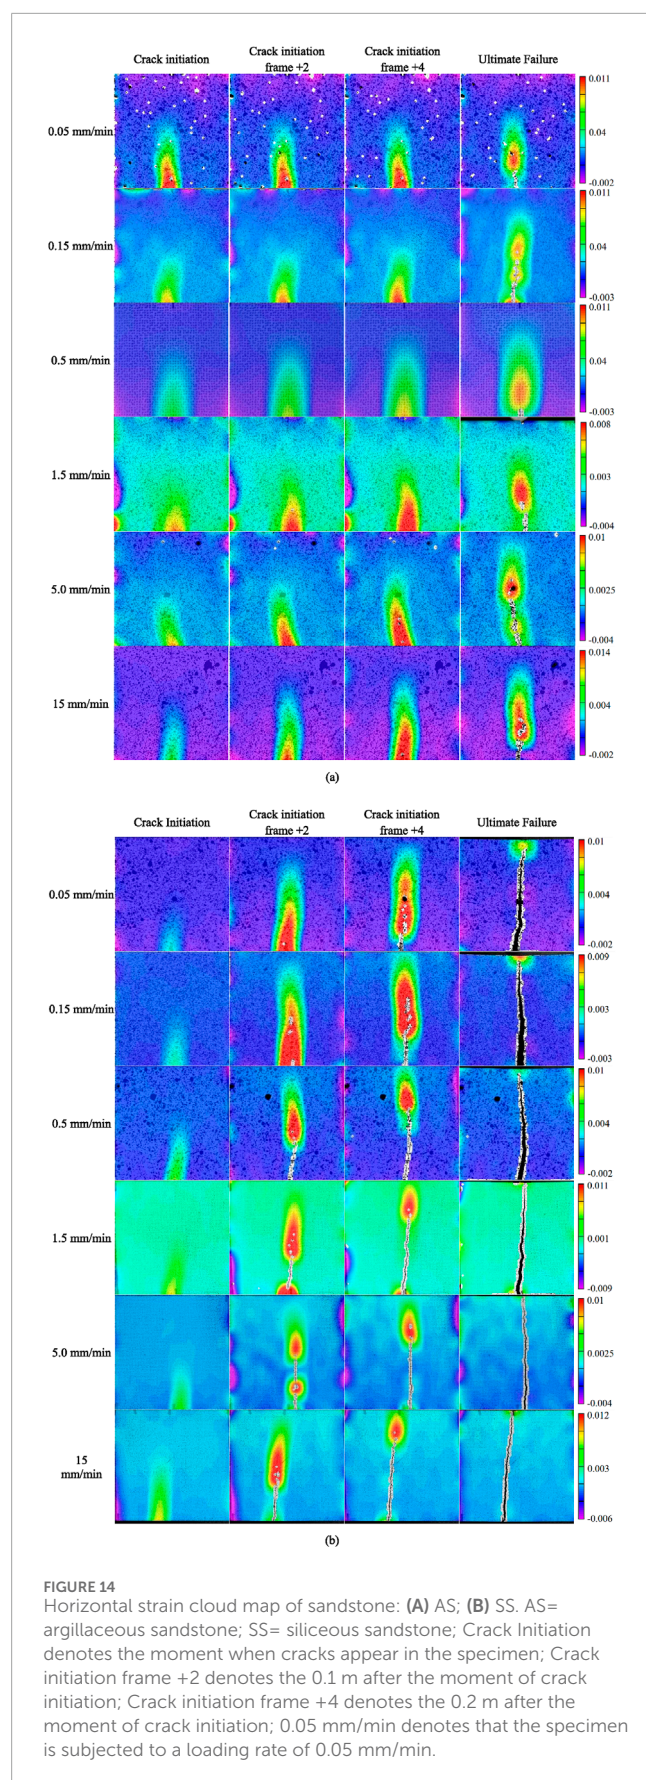 Crack initiation
Crack initiation frame +2
Crack initiation frame +4
Ultimate Failure
0.05 mm/min
0.011
0.04
-0.002
0.15 mm/min
0.011
0.04
-0.003
0.5 mm/min
0.011
0.04
-0.003
1.5 mm/min
0.008
0.003
-0.004
5.0 mm/min
0.01
0.0025
-0.004
15 mm/min
0.014
0.004
-0.002
(a)
Crack Initiation
Crack initiation frame +2
Crack initiation frame +4
Ultimate Failure
0.05 mm/min
0.01
0.004
-0.002
0.15 mm/min
0.009
0.003
-0.003
0.5 mm/min
0.01
0.004
-0.002
1.5 mm/min
0.011
0.001
-0.009
5.0 mm/min
0.01
0.0025
-0.004
15
mm/min
0.012
0.003
-0.006
(b)
FIGURE 14
Horizontal strain cloud map of sandstone: (A) AS; (B) SS. AS=
argillaceous sandstone; SS= siliceous sandstone; Crack Initiation
denotes the moment when cracks appear in the specimen; Crack
initiation frame +2 denotes the 0.1 m after the moment of crack
initiation; Crack initiation frame +4 denotes the 0.2 m after the
moment of crack initiation; 0.05 mm/min denotes that the specimen
is subjected to a loading rate of 0.05 mm/min.